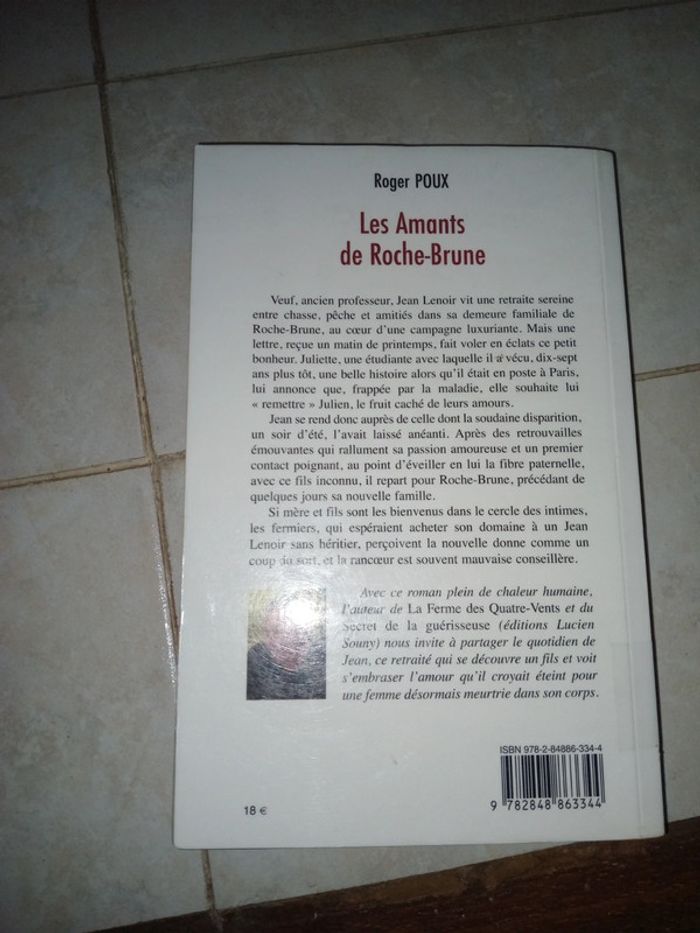 Roger POUX
Les Amants
de Roche-Brune
Veuf, ancien professeur, Jean Lenoir vit une retraite sereine
entre chasse, pêche et amitiés dans sa demeure familiale de
Roche-Brune, au cœur d'une campagne luxuriante. Mais une
lettre, reçue un matin de printemps, fait voler en éclats ce petit
bonheur. Juliette, une étudiante avec laquelle il a vécu, dix-sept
ans plus tôt, une belle histoire alors qu'il était en poste à Paris,
lui annonce que, frappée par la maladie, elle souhaite lui
« remettre » Julien, le fruit caché de leurs amours.
Jean se rend donc auprès de celle dont la soudaine disparition,
un soir d'été, l'avait laissé anéanti. Après des retrouvailles
émouvantes qui rallument sa passion amoureuse et un premier
contact poignant, au point d'éveiller en lui la fibre paternelle,
avec ce fils inconnu, il repart pour Roche-Brune, précédant de
quelques jours sa nouvelle famille.
Si mère et fils sont les bienvenus dans le cercle des intimes,
les fermiers, qui espéraient acheter son domaine à un Jean
Lenoir sans héritier, perçoivent la nouvelle donne comme un
coup du sort, et la rancœur est souvent mauvaise conseillère.
Avec ce roman plein de chaleur humaine,
l'auteur de La Ferme des Quatre-Vents et du
Secret de la guérisseuse (éditions Lucien
Souny) nous invite à partager le quotidien de
Jean, ce retraité qui se découvre un fils et voit
s'embraser l'amour qu'il croyait éteint pour
une femme désormais meurtrie dans son corps.
ISBN 978-2-84886-334-4
9 782848 863344
18 €